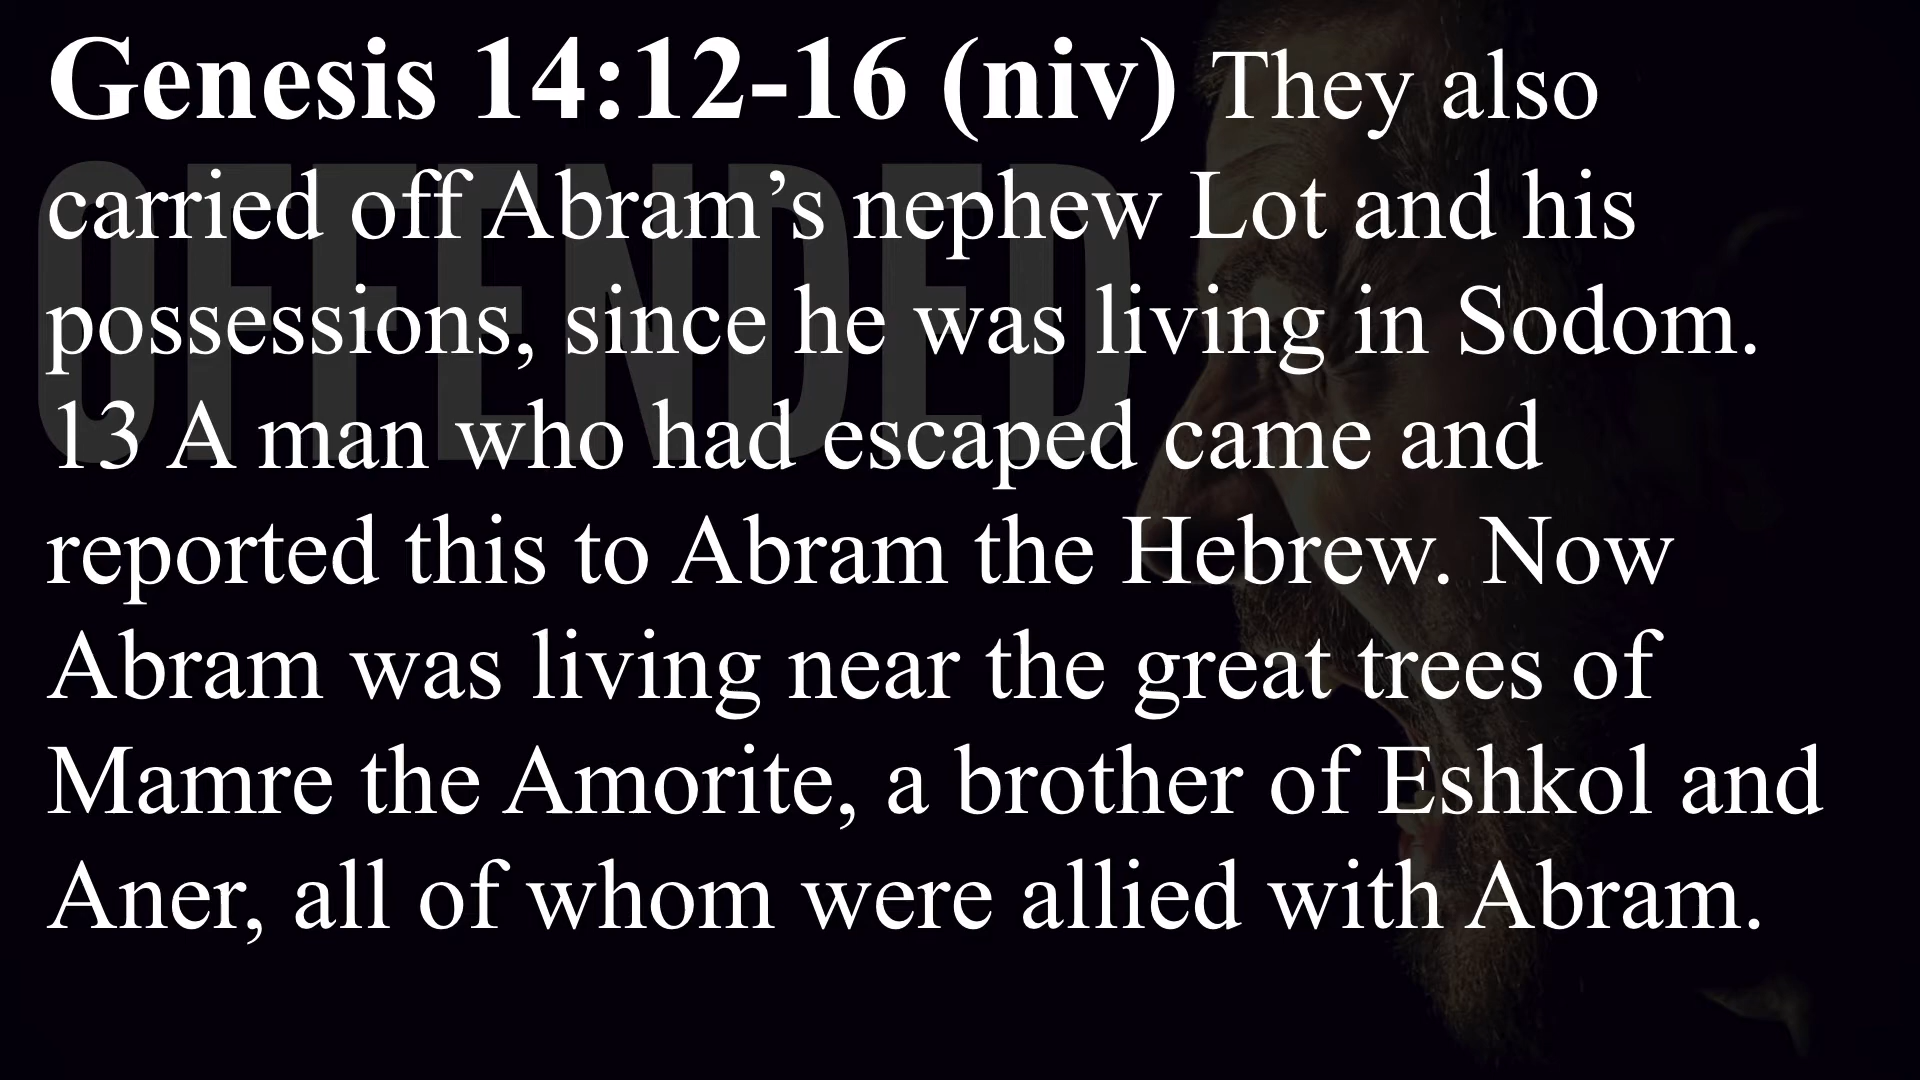 Genesis 14:12-16 (niv) They also
carried off Abram’s nephew Lot and his
possessions, since he was living in Sodom.
13 A man who had escaped came and
reported this to Abram the Hebrew. Now
Abram was living near the great trees of
Mamre the Amorite, a brother of Eshkol and
Aner, all of whom were allied with Abram.
OFFENDED